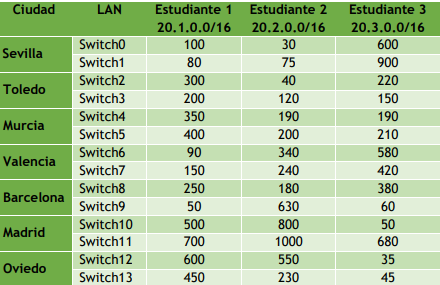 Ciudad LAN Estudiante 1 Estudiante 2 Estudiante 3
20.1.0.0/16 20.2.0.0/16 20.3.0.0/16
Sevilla
Switch0 100 30 600
Switch1 80 75 900
Toledo
Switch2 300 40 220
Switch3 200 120 150
Murcia
Switch4 350 190 190
Switch5 400 200 210
Valencia
Switch6 90 340 580
Switch7 150 240 420
Barcelona
Switch8 250 180 380
Switch9 50 630 60
Madrid
Switch10 500 800 50
Switch11 700 1000 680
Oviedo
Switch12 600 550 35
Switch13 450 230 45